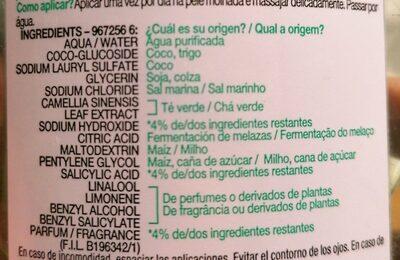 Como aplicar? Aplicar uma vez por dia na pele molhada e massajar delicadamente. Passar por
água.
INGREDIENTS - 967256 6: ¿Cuál es su origen? / Qual a origem?
AQUA / WATER Agua purificada
COCO-GLUCOSIDE Coco, trigo
SODIUM LAURYL SULFATE Coco
GLYCERIN Soja, colza
SODIUM CHLORIDE Sal marina / Sal marinho
CAMELLIA SINENSIS
LEAF EXTRACT Té verde / Chá verde
SODIUM HYDROXIDE *4% de/dos ingredientes restantes
CITRIC ACID Fermentación de melazas / Fermentação do melaço
MALTODEXTRIN Maíz / Milho
PENTYLENE GLYCOL Maíz, caña de azúcar / Milho, cana de açúcar
SALICYLIC ACID *4% de/dos ingredientes restantes
LINALOOL
LIMONENE De perfumes o derivados de plantas
BENZYL ALCOHOL De fragrância ou derivados de plantas
BENZYL SALICYLATE
PARFUM / FRAGRANCE *4% de/dos ingredientes restantes
(F.I.L. B196342/1)
En caso de incomodidad, espaciar las aplicaciones. Evitar el contorno de los ojos. En caso de